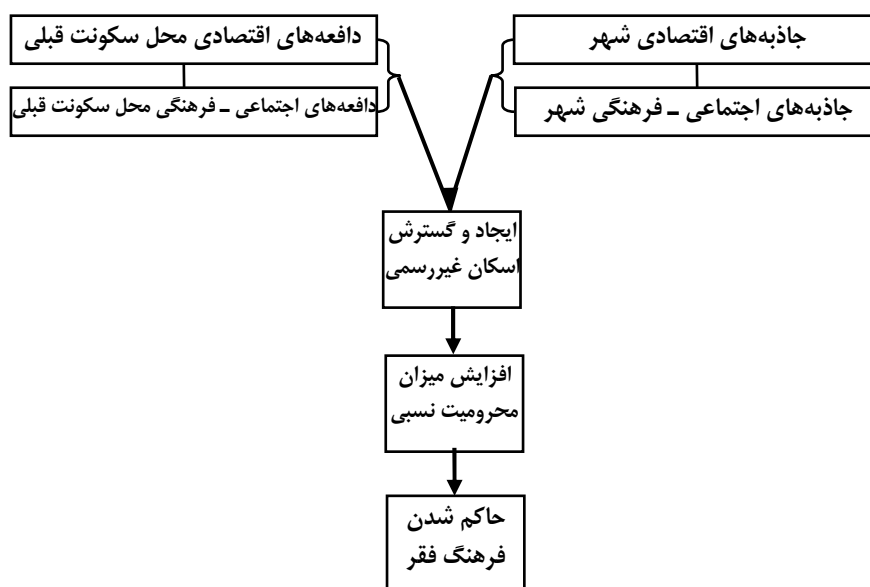 جاذبه‌های اقتصادی شهر
دافعه‌های اقتصادی محل سکونت قبلی
جاذبه‌های اجتماعی ـ فرهنگی شهر
دافعه‌های اجتماعی ـ فرهنگی محل سکونت قبلی
ایجاد و گسترش
اسکان غیررسمی
افزایش میزان
محرومیت نسبی
حاکم شدن
فرهنگ فقر